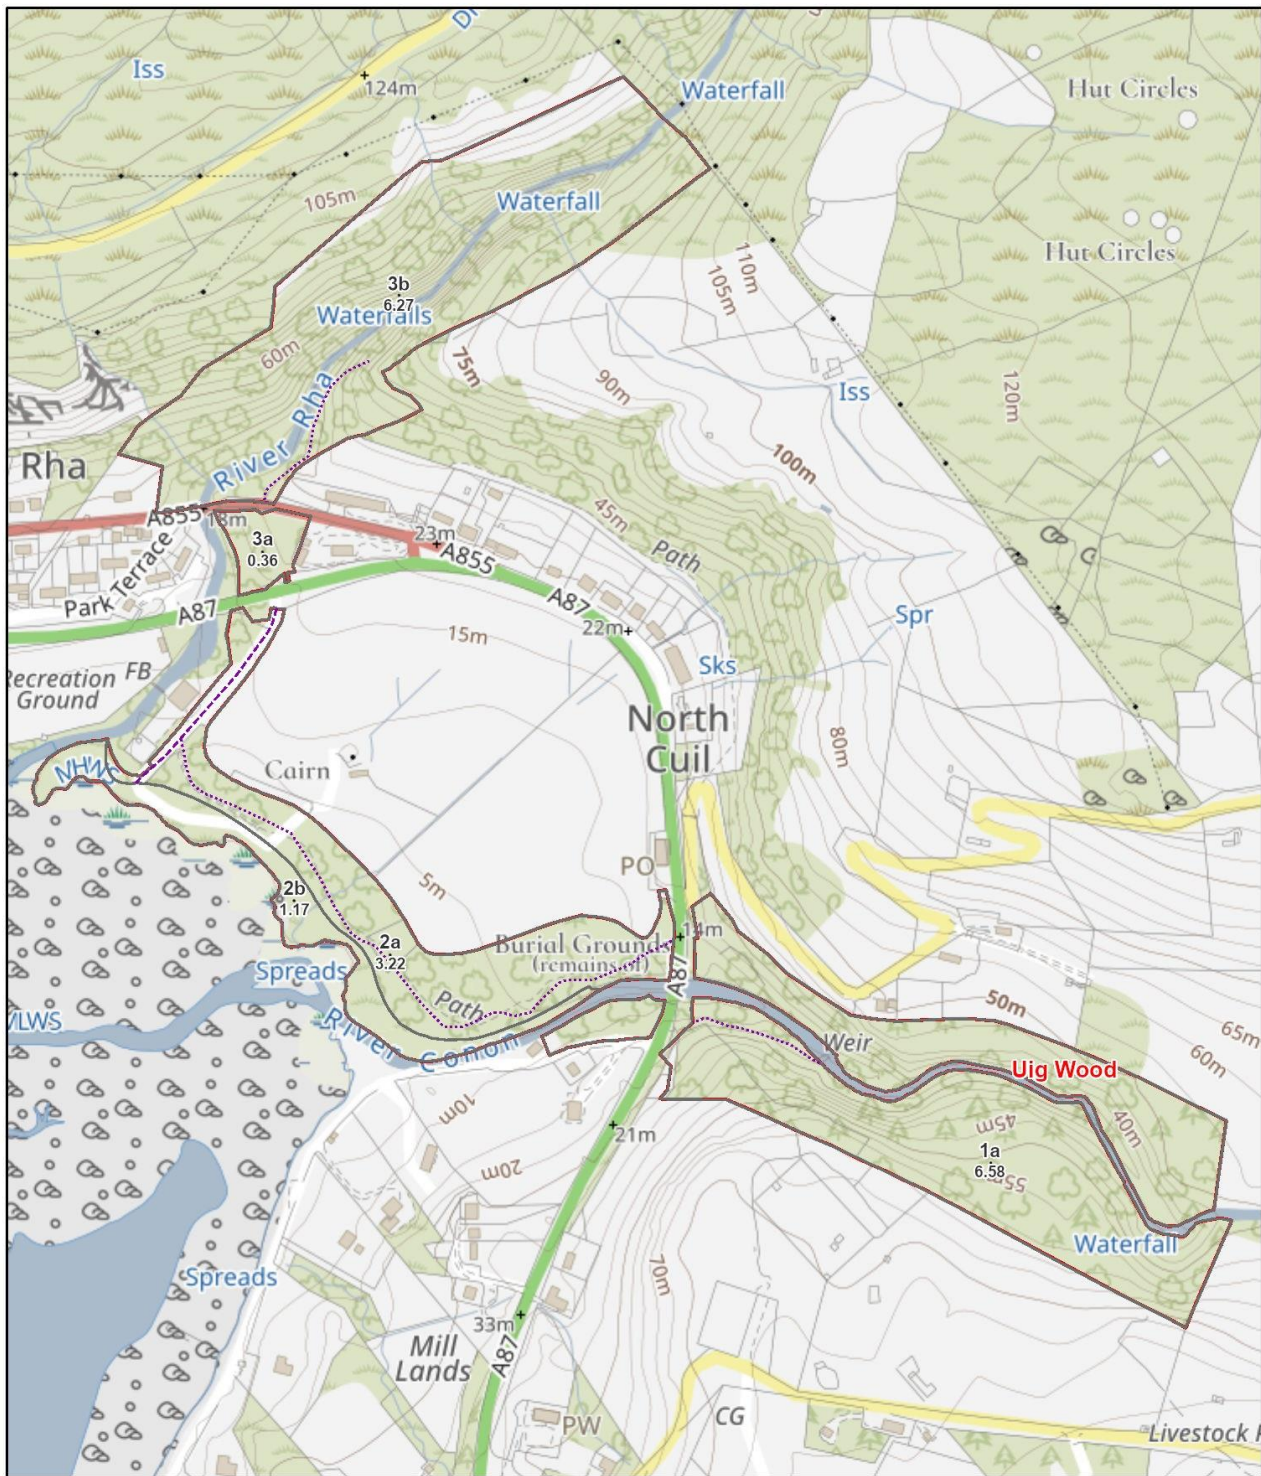 Iss
124m
Waterfall
Hut Circles
105m
Waterfall
Hut Circles
110m
105m
3b
6.27
Waterfalls
60m
75m
90m
Iss
120m
River Rha
Rha
100m
A855
18m
23m
A855
45m
Path
3a
0.36
Park Terrace
A87
A87
22m
15m
Spr
Sks
Recreation
Ground
FB
North
Cuil
80m
MHWS
Cairn
PO
5m
2b
1.17
2a
3.22
Burial Grounds
(remains of)
14m
A87
Spreads
Path
50m
MLWS
River Conon
Weir
65m
60m
Uig Wood
10m
45m
40m
21m
1a
6.58
55m
20m
Waterfall
Spreads
70m
33m
Mill
Lands
A87
PW
CG
Livestock